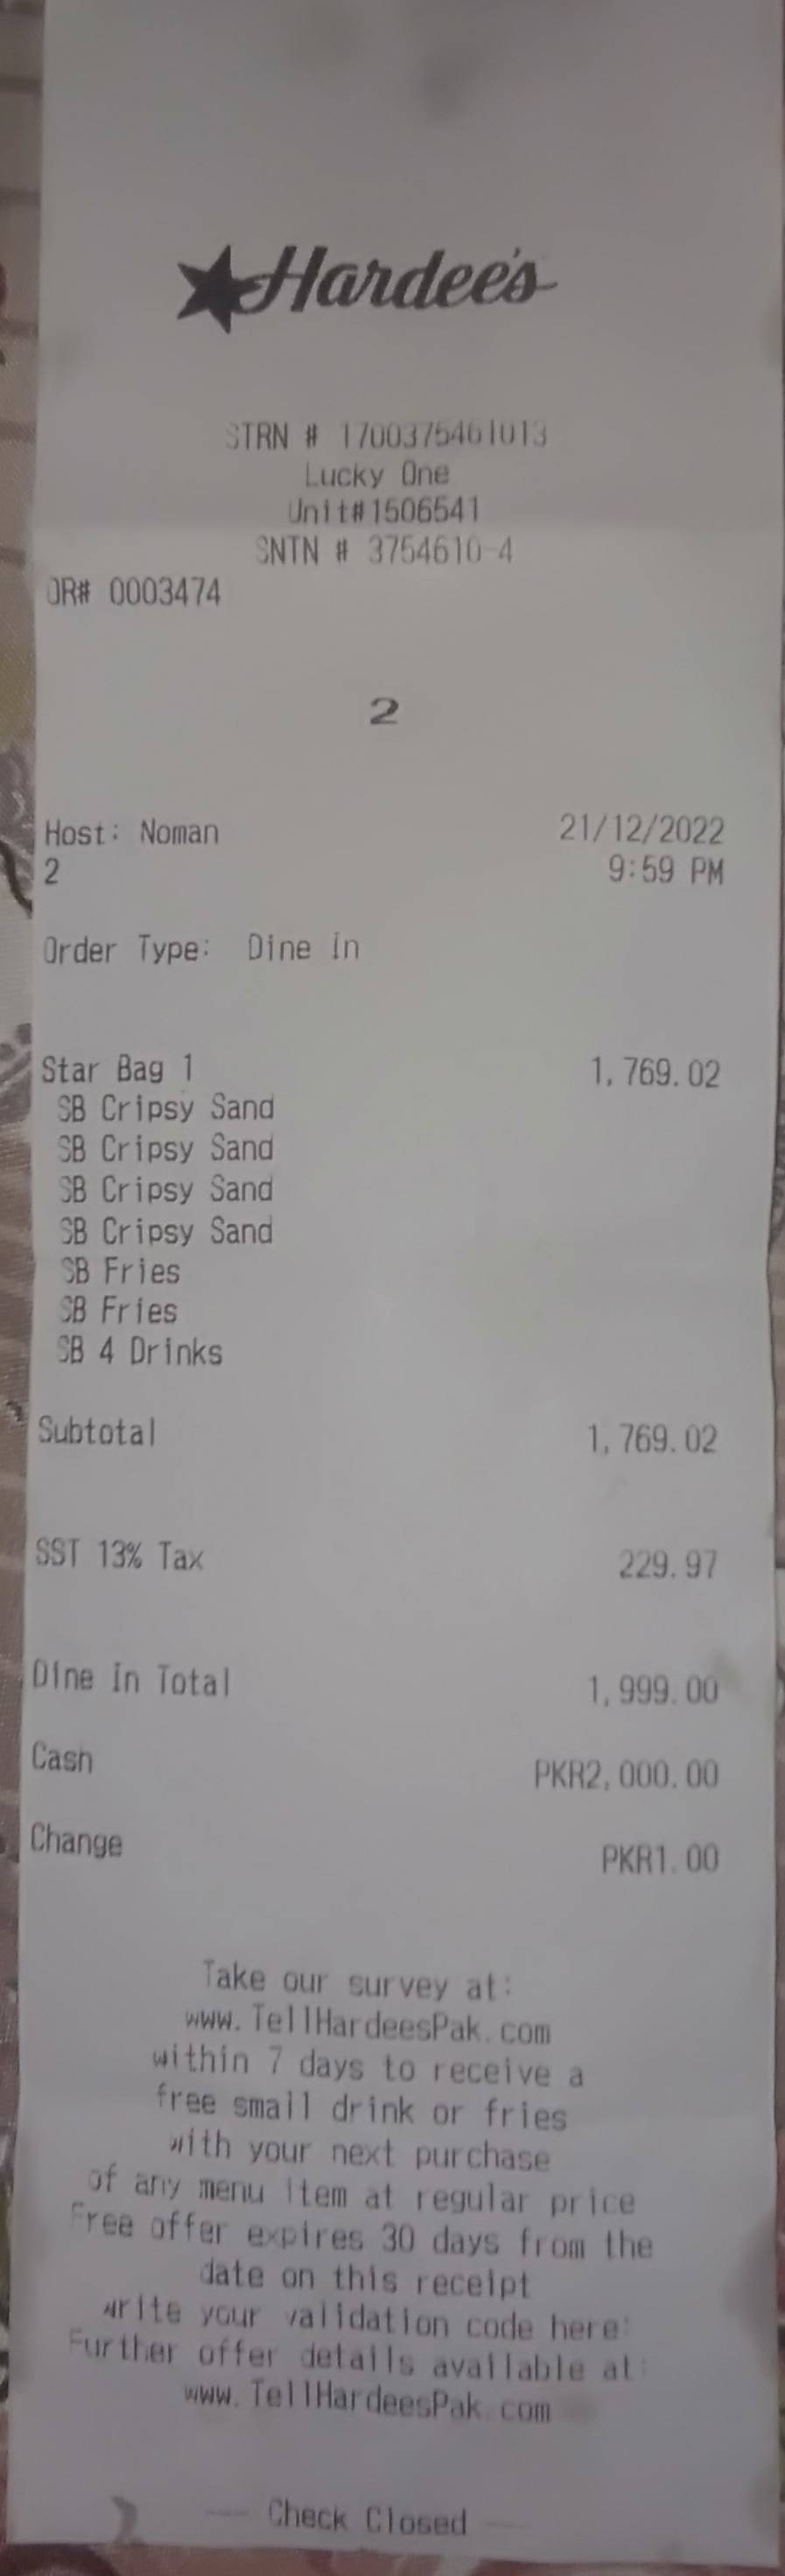 Hardee's
STRN # 1700375461013
Lucky One
Unit#1506541
SNTN # 3754610-4
OR# 0003474
2
Host: Noman 21/12/2022
2 9:59 PM
Order Type: Dine in
Star Bag 1 1,769.02
SB Cripsy Sand
SB Cripsy Sand
SB Cripsy Sand
SB Cripsy Sand
SB Fries
SB Fries
SB 4 Drinks
Subtotal 1,769.02
SST 13% Tax 229.97
Dine In Total 1,999.00
Cash PKR2,000.00
Change PKR1.00
Take our survey at:
www.TellHardeesPak.com
within 7 days to receive a
free small drink or fries
with your next purchase
of any menu item at regular price
Free offer expires 30 days from the
date on this receipt
write your validation code here:
Further offer details available at:
www.TellHardeesPak.com
--- Check Closed ---